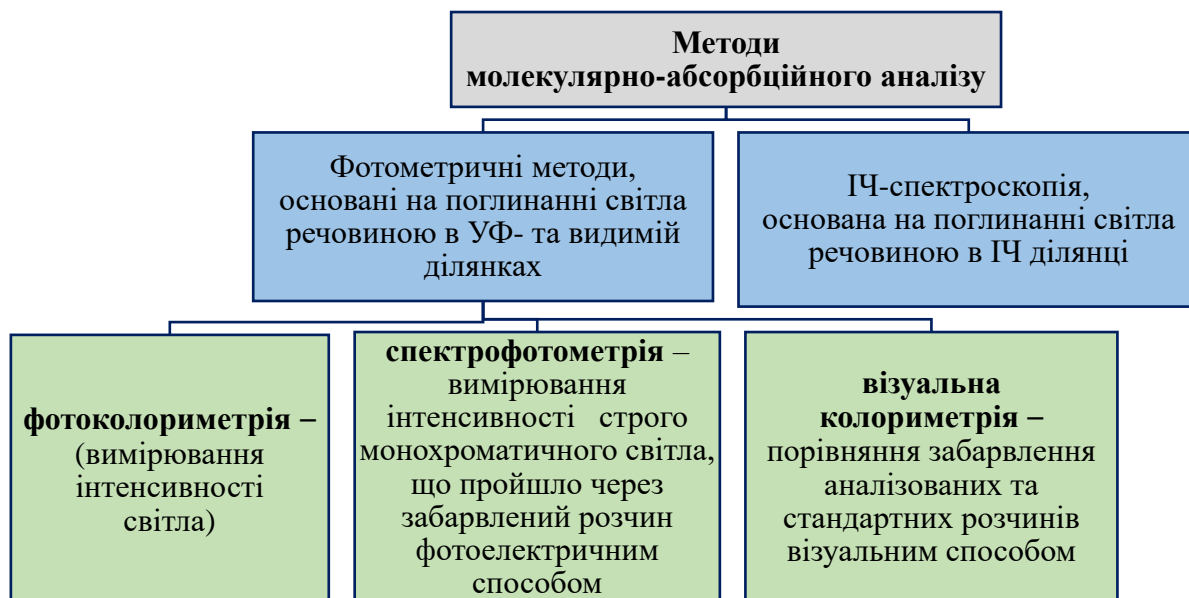 Методи
молекулярно-абсорбційного аналізу
Фотометричні методи,
основані на поглинанні світла
речовиною в УФ- та видимій
ділянках
ІЧ-спектроскопія,
основана на поглинанні світла
речовиною в ІЧ ділянці
фотоколориметрія –
(вимірювання
інтенсивності
світла)
спектрофотометрія –
вимірювання
інтенсивності строго
монохроматичного світла,
що пройшло через
забарвлений розчин
фотоелектричним
способом
візуальна
колориметрія –
порівняння забарвлення
аналізованих та
стандартних розчинів
візуальним способом